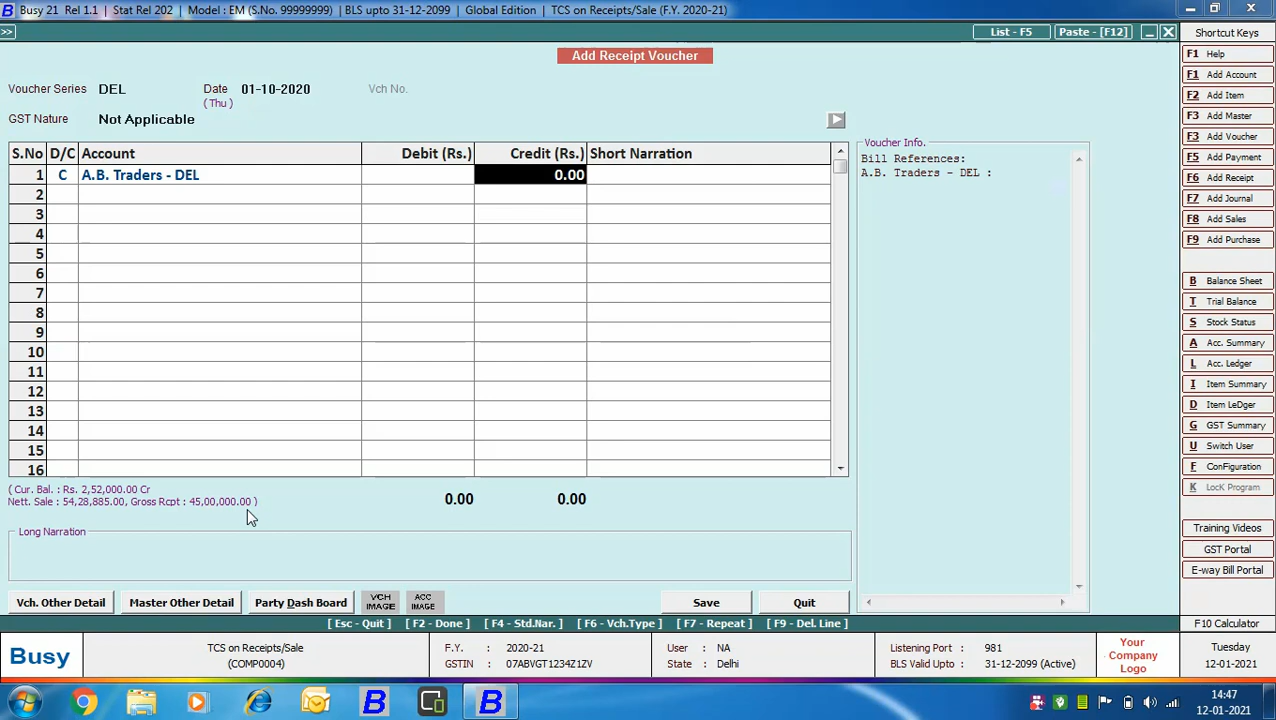 Busy 21 Rel 1.1 | Stat Rel 202 | Model : EM (S.No. 99999999) | BLS upto 31-12-2099 | Global Edition | TCS on Receipts/Sale (F.Y. 2020-21)
>> List - F5 Paste - [F12] Shortcut Keys
Add Receipt Voucher
Voucher Series DEL Date 01-10-2020 Vch No.
( Thu )
GST Nature Not Applicable
S.No D/C Account Debit (Rs.) Credit (Rs.) Short Narration
1 C A.B. Traders - DEL 0.00
2
3
4
5
6
7
8
9
10
11
12
13
14
15
16
( Cur. Bal. : Rs. 2,52,000.00 Cr
Nett. Sale : 54,28,885.00, Gross Rcpt : 45,00,000.00 )
0.00 0.00
Long Narration
Voucher Info.
Bill References:
A.B. Traders - DEL :
F1 Help
F1 Add Account
F2 Add Item
F3 Add Master
F3 Add Voucher
F5 Add Payment
F6 Add Receipt
F7 Add Journal
F8 Add Sales
F9 Add Purchase
B Balance Sheet
T Trial Balance
S Stock Status
A Acc. Summary
L Acc. Ledger
I Item Summary
D Item LeDger
G GST Summary
U Switch User
F ConFiguration
K LocK Program
Training Videos
GST Portal
E-way Bill Portal
F10 Calculator
Vch. Other Detail Master Other Detail Party Dash Board VCH IMAGE ACC IMAGE Save Quit
[ Esc - Quit ] [ F2 - Done ] [ F4 - Std.Nar. ] [ F6 - Vch.Type ] [ F7 - Repeat ] [ F9 - Del. Line ]
Busy
TCS on Receipts/Sale
(COMP0004)
F.Y. : 2020-21
GSTIN : 07ABVGT1234Z1ZV
User : NA
State : Delhi
Listening Port : 981
BLS Valid Upto : 31-12-2099 (Active)
Your
Company
Logo
Tuesday
12-01-2021
B B
14:47
12-01-2021